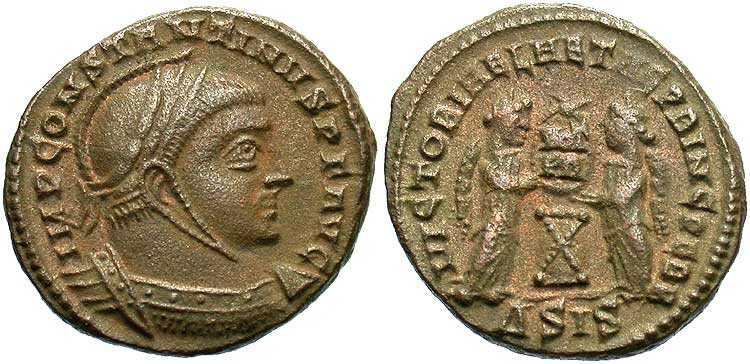 IMP CONSTANTINVS P F AVG
VICTORIAE LAETAE PRINC PERP
ASIS